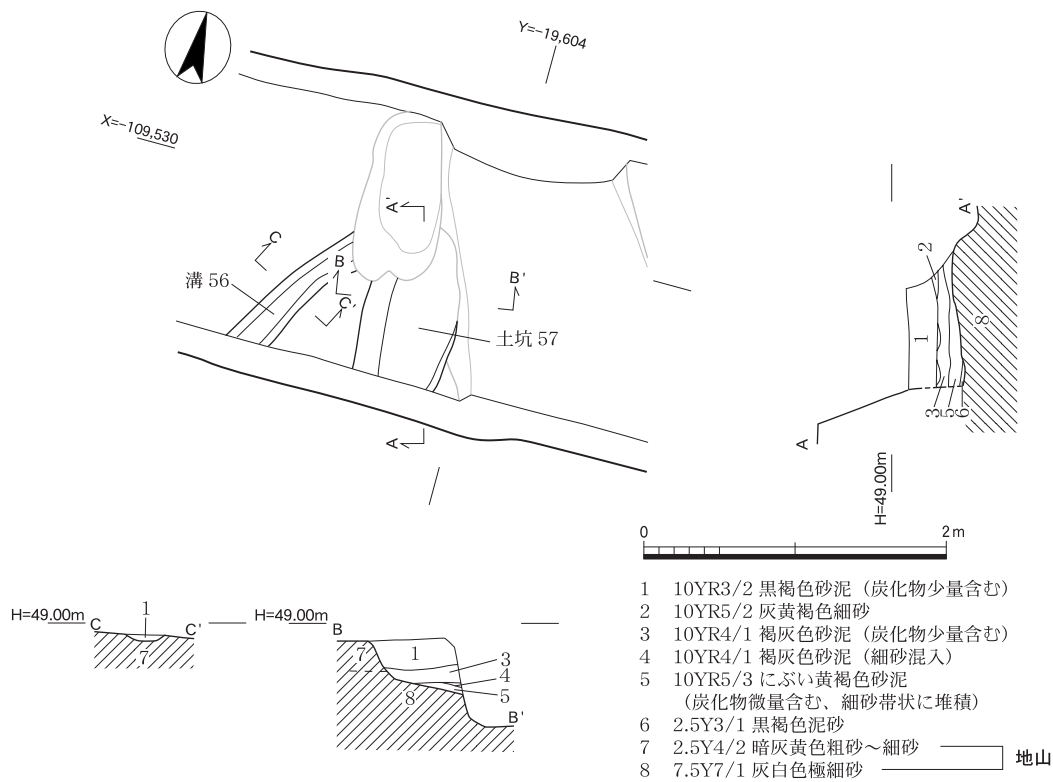 Y=-19,604
X=-109,530
A'
C
B
B'
溝 56
C'
土坑 57
A
A'
2
8
1
3
5
6
A
H=49.00m
0
2m
1 10YR3/2 黒褐色砂泥（炭化物少量含む）
2 10YR5/2 灰黄褐色細砂
3 10YR4/1 褐灰色砂泥（炭化物少量含む）
4 10YR4/1 褐灰色砂泥（細砂混入）
5 10YR5/3 にぶい黄褐色砂泥
（炭化物微量含む、細砂帯状に堆積）
6 2.5Y3/1 黒褐色泥砂
7 2.5Y4/2 暗灰黄色粗砂～細砂
8 7.5Y7/1 灰白色極細砂
地山
H=49.00m
C
1
C'
7
H=49.00m
B
7
1
3
4
8
5
B'